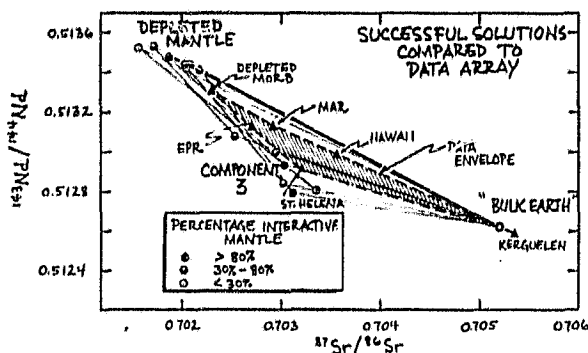 SUCCESSFUL SOLUTIONS
COMPARED TO
DATA ARRAY
DEPLETED
MANTLE
DEPLETED
MORB
MAR
HAWAII
DATA
ENVELOPE
EPR
COMPONENT
3
ST. HELENA
"BULK EARTH"
KERGUELEN
PERCENTAGE INTERACTIVE
MANTLE
> 80%
30% - 80%
< 30%
0.5136
0.5132
0.5128
0.5124
¹⁴³Nd/¹⁴⁴Nd
0.702
0.703
0.704
0.705
0.706
⁸⁷Sr/⁸⁶Sr